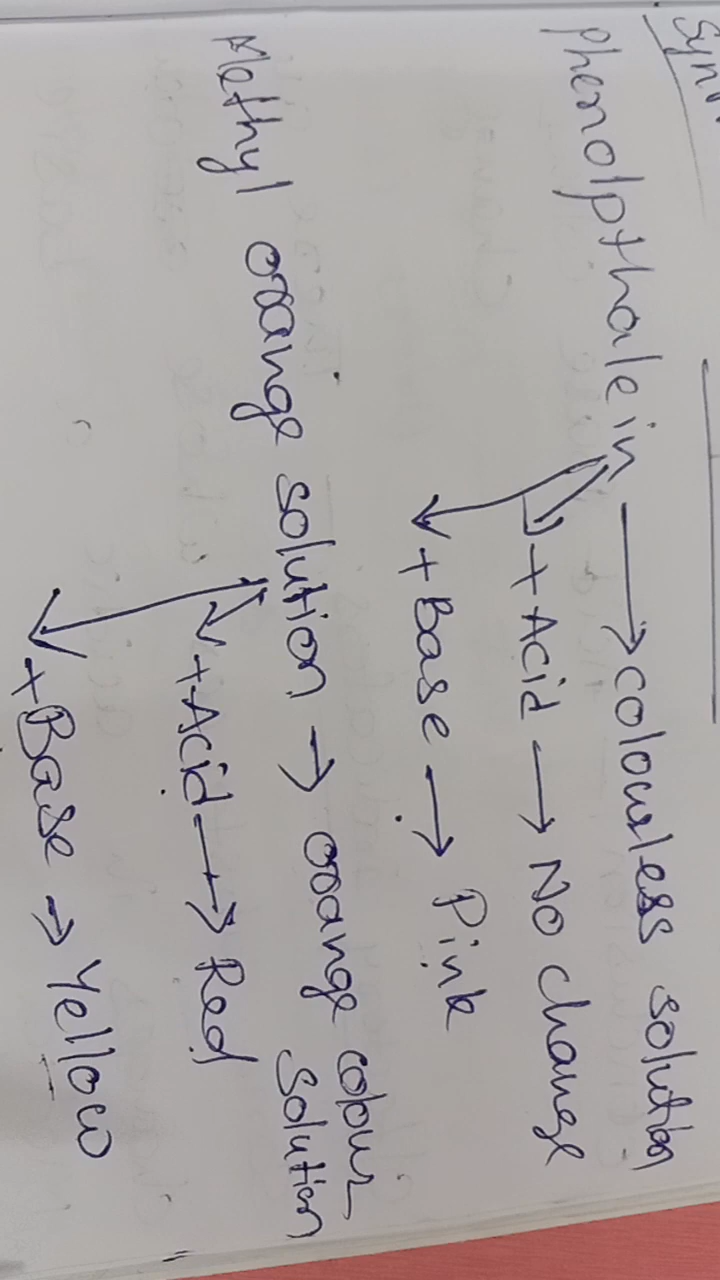 Phenolpthalein → colourless solution
+ Acid → No change
+ Base → Pink
Methyl orange solution → orange colour
solution
+ Acid → Red
+ Base → Yellow